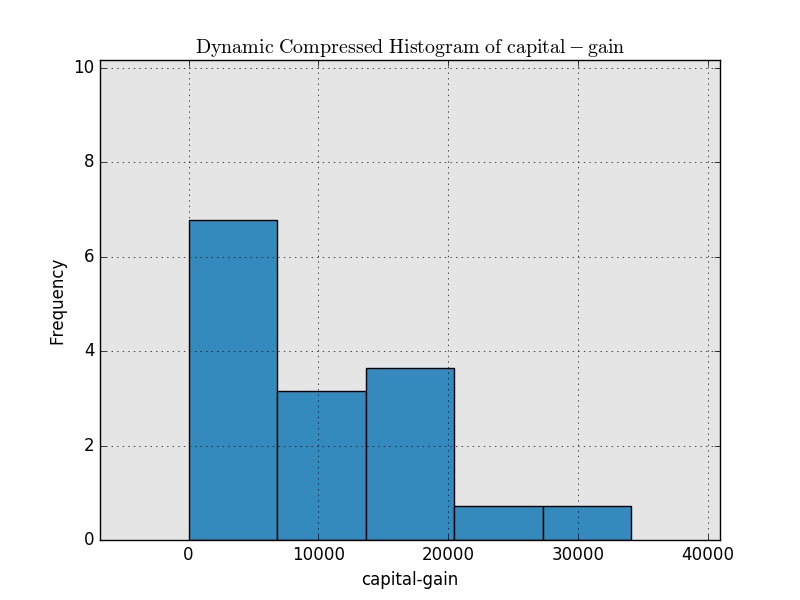 Dynamic Compressed Histogram of capital − gain
10
8
6
4
2
0
Frequency
0 10000 20000 30000 40000
capital-gain